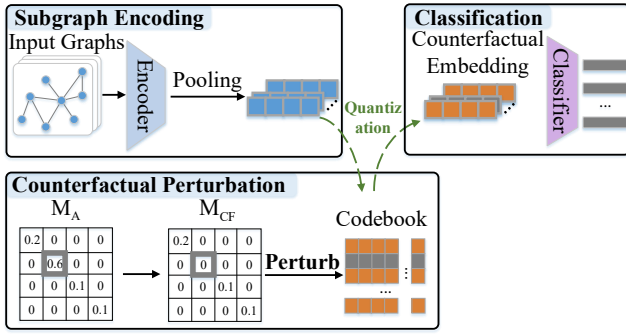 Subgraph Encoding
Input Graphs
Encoder
Pooling
...
Quantiz
ation
Classification
Counterfactual
Embedding
...
Classifier
...
Counterfactual Perturbation
M_A
0.2 0 0 0
0 0.6 0 0
0 0 0.1 0
0 0 0 0.1
M_CF
0.2 0 0 0
0 0 0 0
0 0 0.1 0
0 0 0 0.1
Perturb
Codebook
...
...